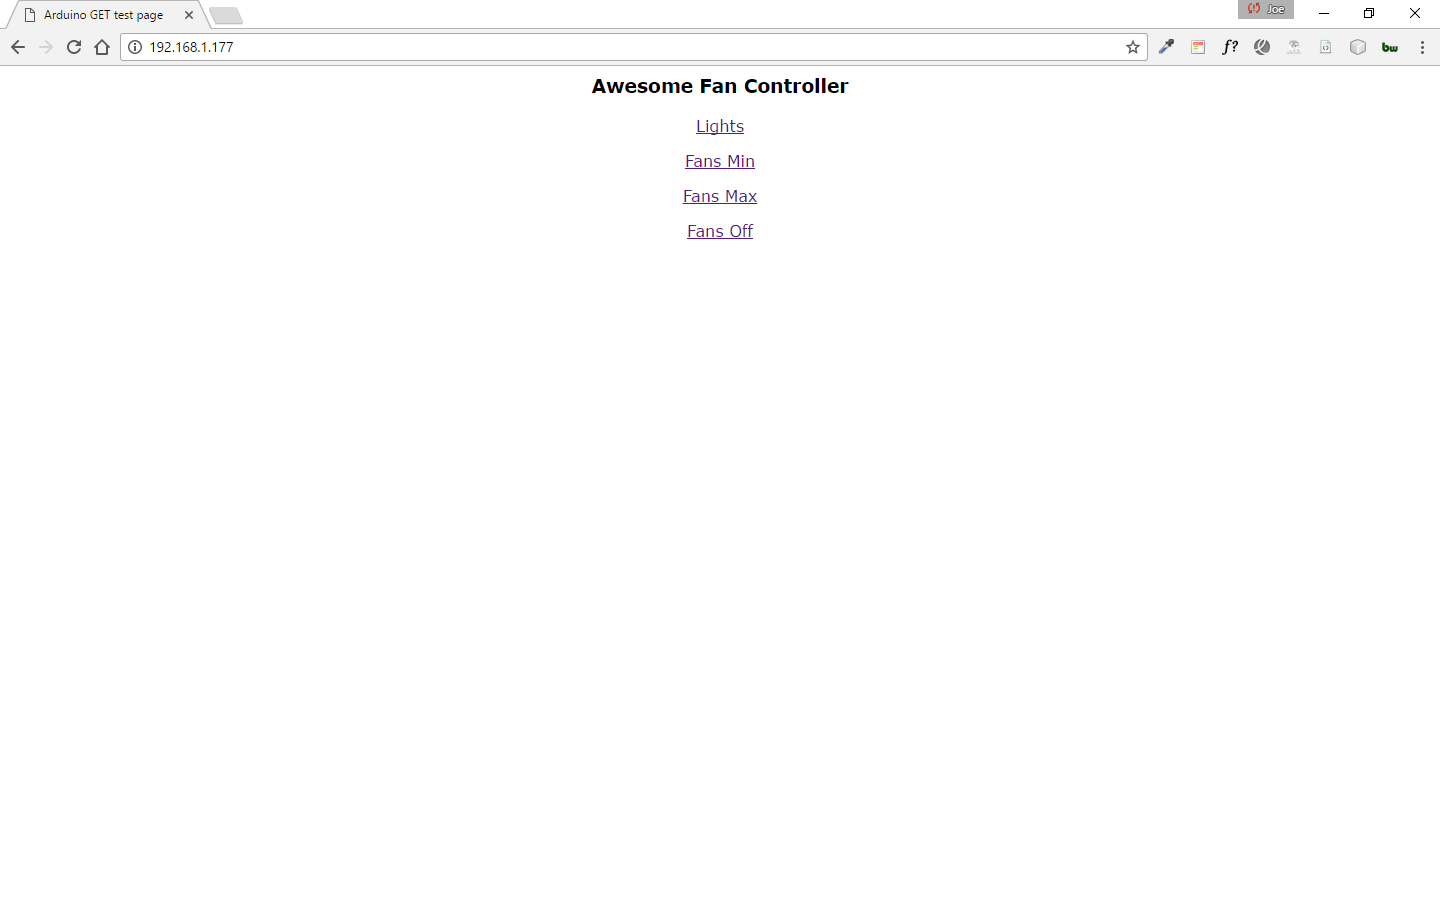 Arduino GET test page
Joe
192.168.1.177
f?
bw
Awesome Fan Controller
Lights
Fans Min
Fans Max
Fans Off